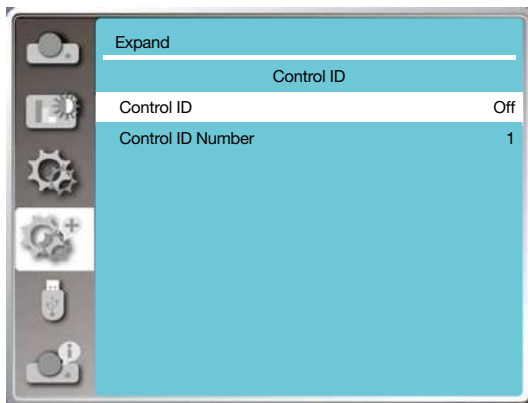 Expand
Control ID
Control ID Off
Control ID Number 1